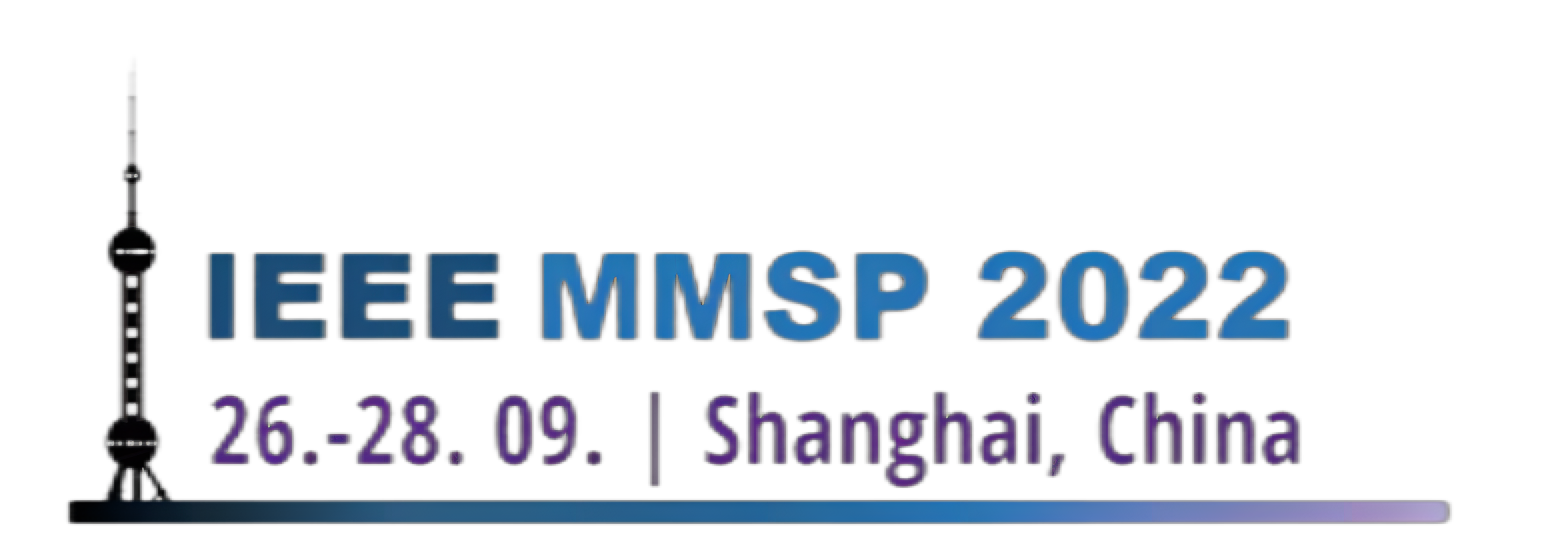 IEEE MMSP 2022
26.-28. 09. | Shanghai, China